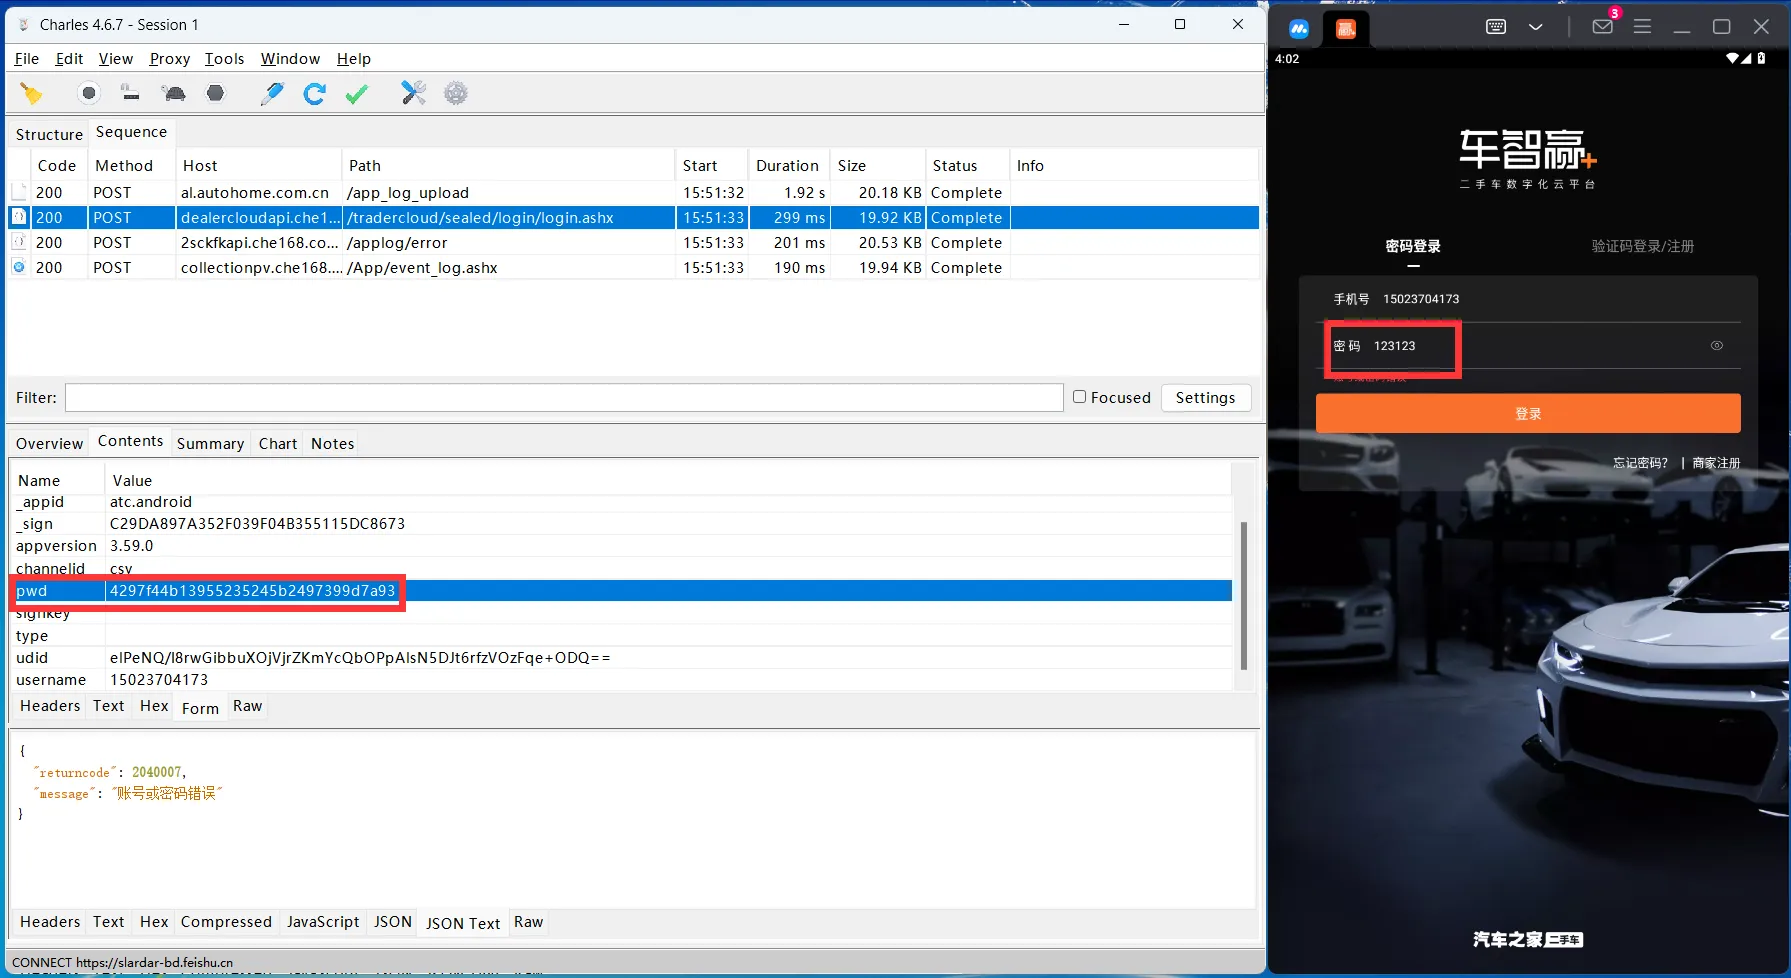 Charles 4.6.7 - Session 1
File Edit View Proxy Tools Window Help
Structure Sequence
Code Method Host Path Start Duration Size Status Info
200 POST al.autohome.com.cn /app_log_upload 15:51:32 1.92 s 20.18 KB Complete
200 POST dealercloudapi.che1... /tradercloud/sealed/login/login.ashx 15:51:33 299 ms 19.92 KB Complete
200 POST 2sckfkapi.che168.co... /applog/error 15:51:33 201 ms 20.53 KB Complete
200 POST collectionpv.che168.... /App/event_log.ashx 15:51:33 190 ms 19.94 KB Complete
Filter: Focused Settings
Overview Contents Summary Chart Notes
Name Value
_appid atc.android
_sign C29DA897A352F039F04B355115DC8673
appversion 3.59.0
channelid csy
pwd 4297f44b13955235245b2497399d7a93
signkey
type
udid elPeNQ/l8rwGibbuXOjVjrZKmYcQbOPpAlsN5DJt6rfzVOzFqe+ODQ==
username 15023704173
Headers Text Hex Form Raw
{
"returncode": 2040007,
"message": "账号或密码错误"
}
Headers Text Hex Compressed JavaScript JSON JSON Text Raw
CONNECT https://slardar-bd.feishu.cn
3
4:02
车智赢+
二手车数字化云平台
密码登录 验证码登录/注册
手机号 15023704173
密码 123123
登录
忘记密码? | 商家注册
汽车之家 二手车